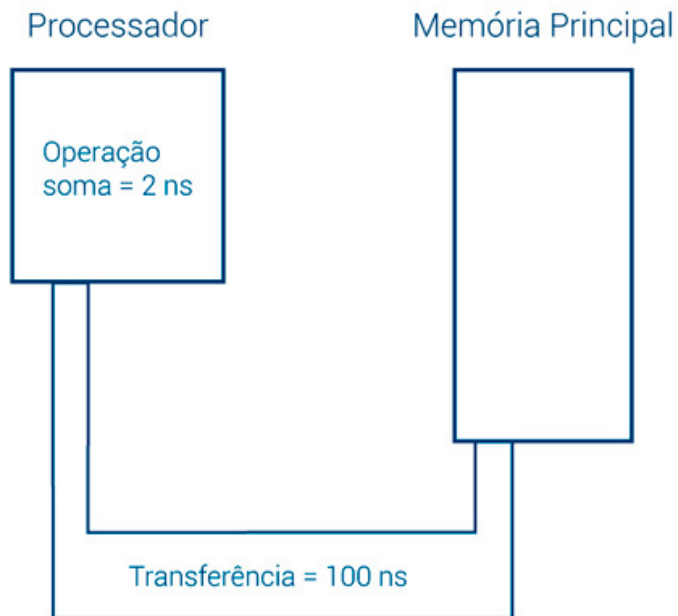 Processador
Memória Principal
Operação
soma = 2 ns
Transferência = 100 ns